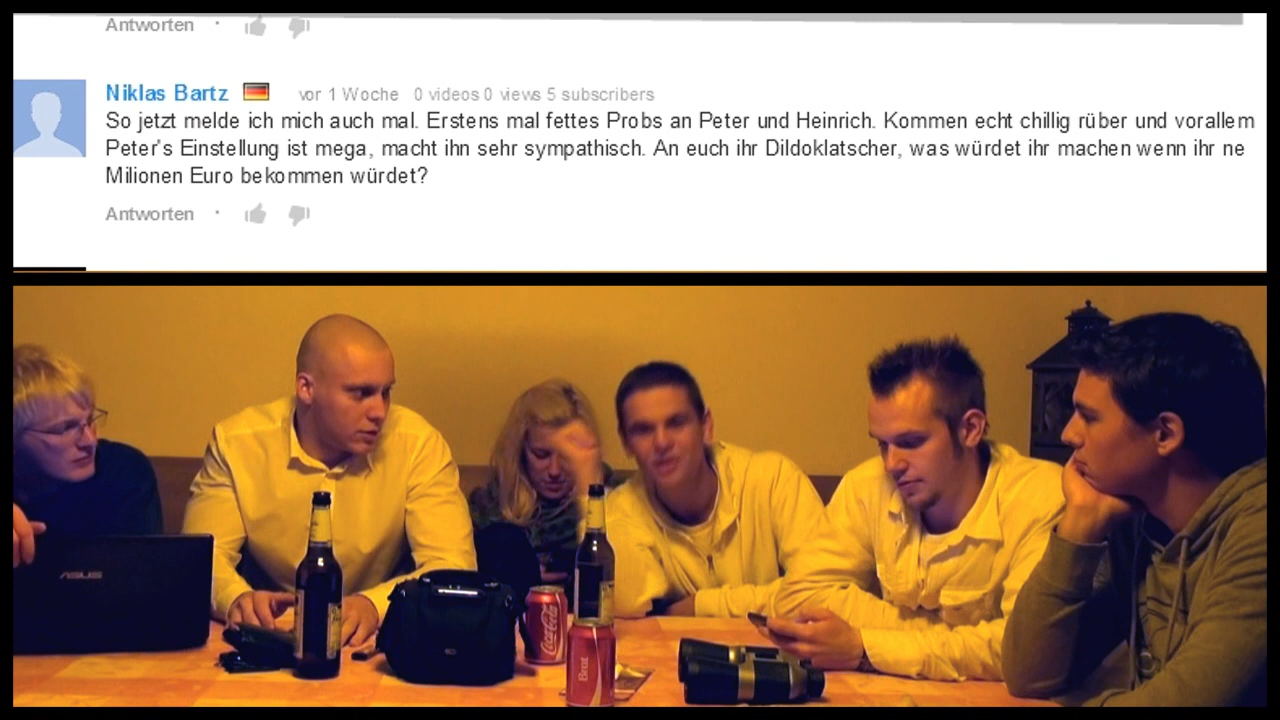 Antworten ·
Niklas Bartz vor 1 Woche 0 videos 0 views 5 subscribers
So jetzt melde ich mich auch mal. Erstens mal fettes Probs an Peter und Heinrich. Kommen echt chillig rüber und vorallem
Peter's Einstellung ist mega, macht ihn sehr sympathisch. An euch ihr Dildoklatscher, was würdet ihr machen wenn ihr ne
Milionen Euro bekommen würdet?
Antworten ·
ASUS
Coca-Cola
Brat